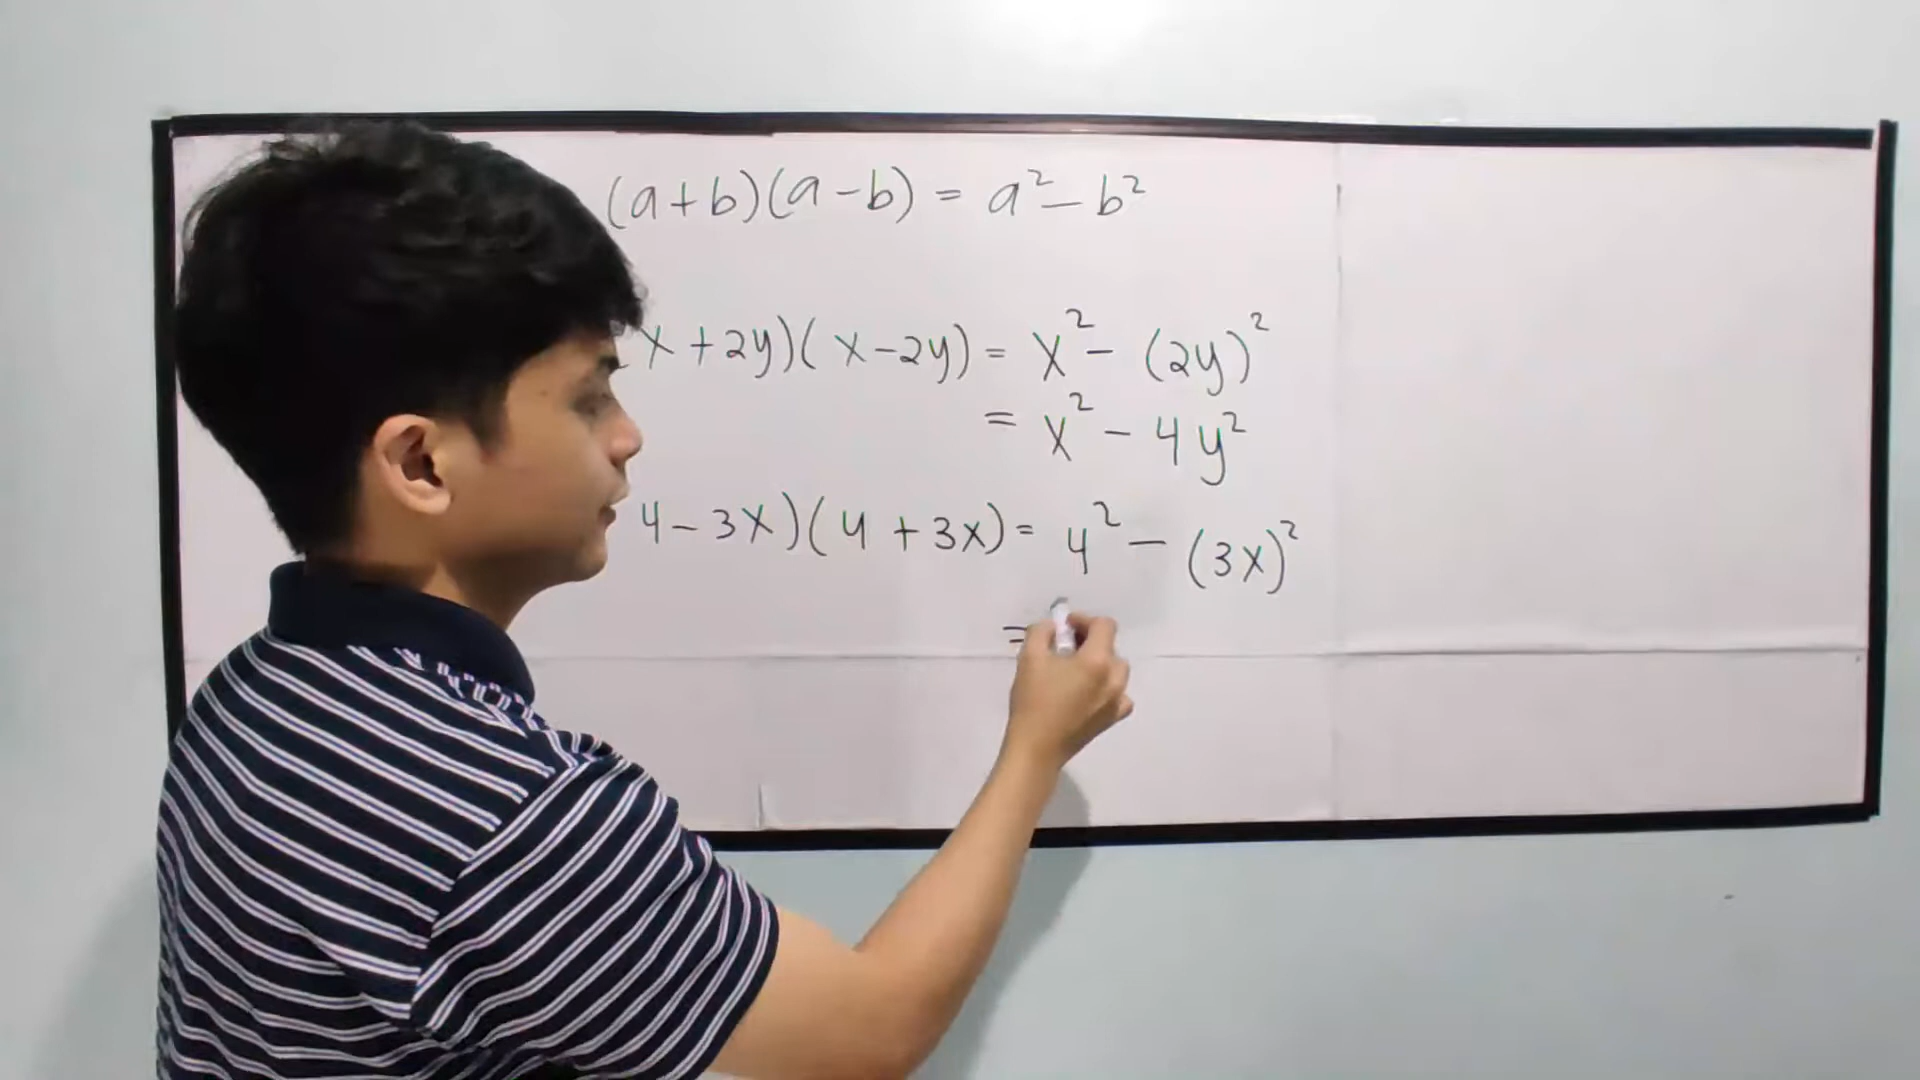 (a+b)(a-b) = a² - b²
x+2y)(x-2y) = x² - (2y)²
= x² - 4y²
4-3x)(4+3x) = 4² - (3x)²
=